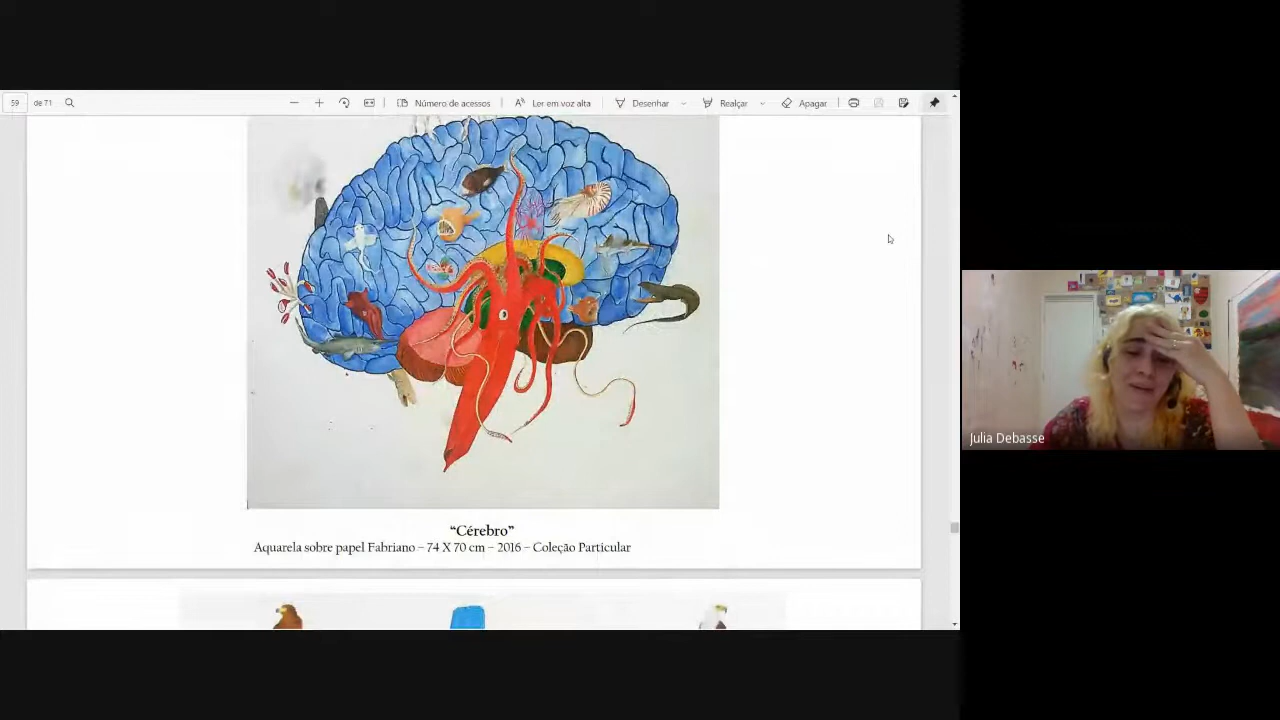 59 de 71 Número de acessos Ler em voz alta Desenhar Realçar Apagar
Julia Debasse
“Cérebro”
Aquarela sobre papel Fabriano – 74 X 70 cm – 2016 – Coleção Particular